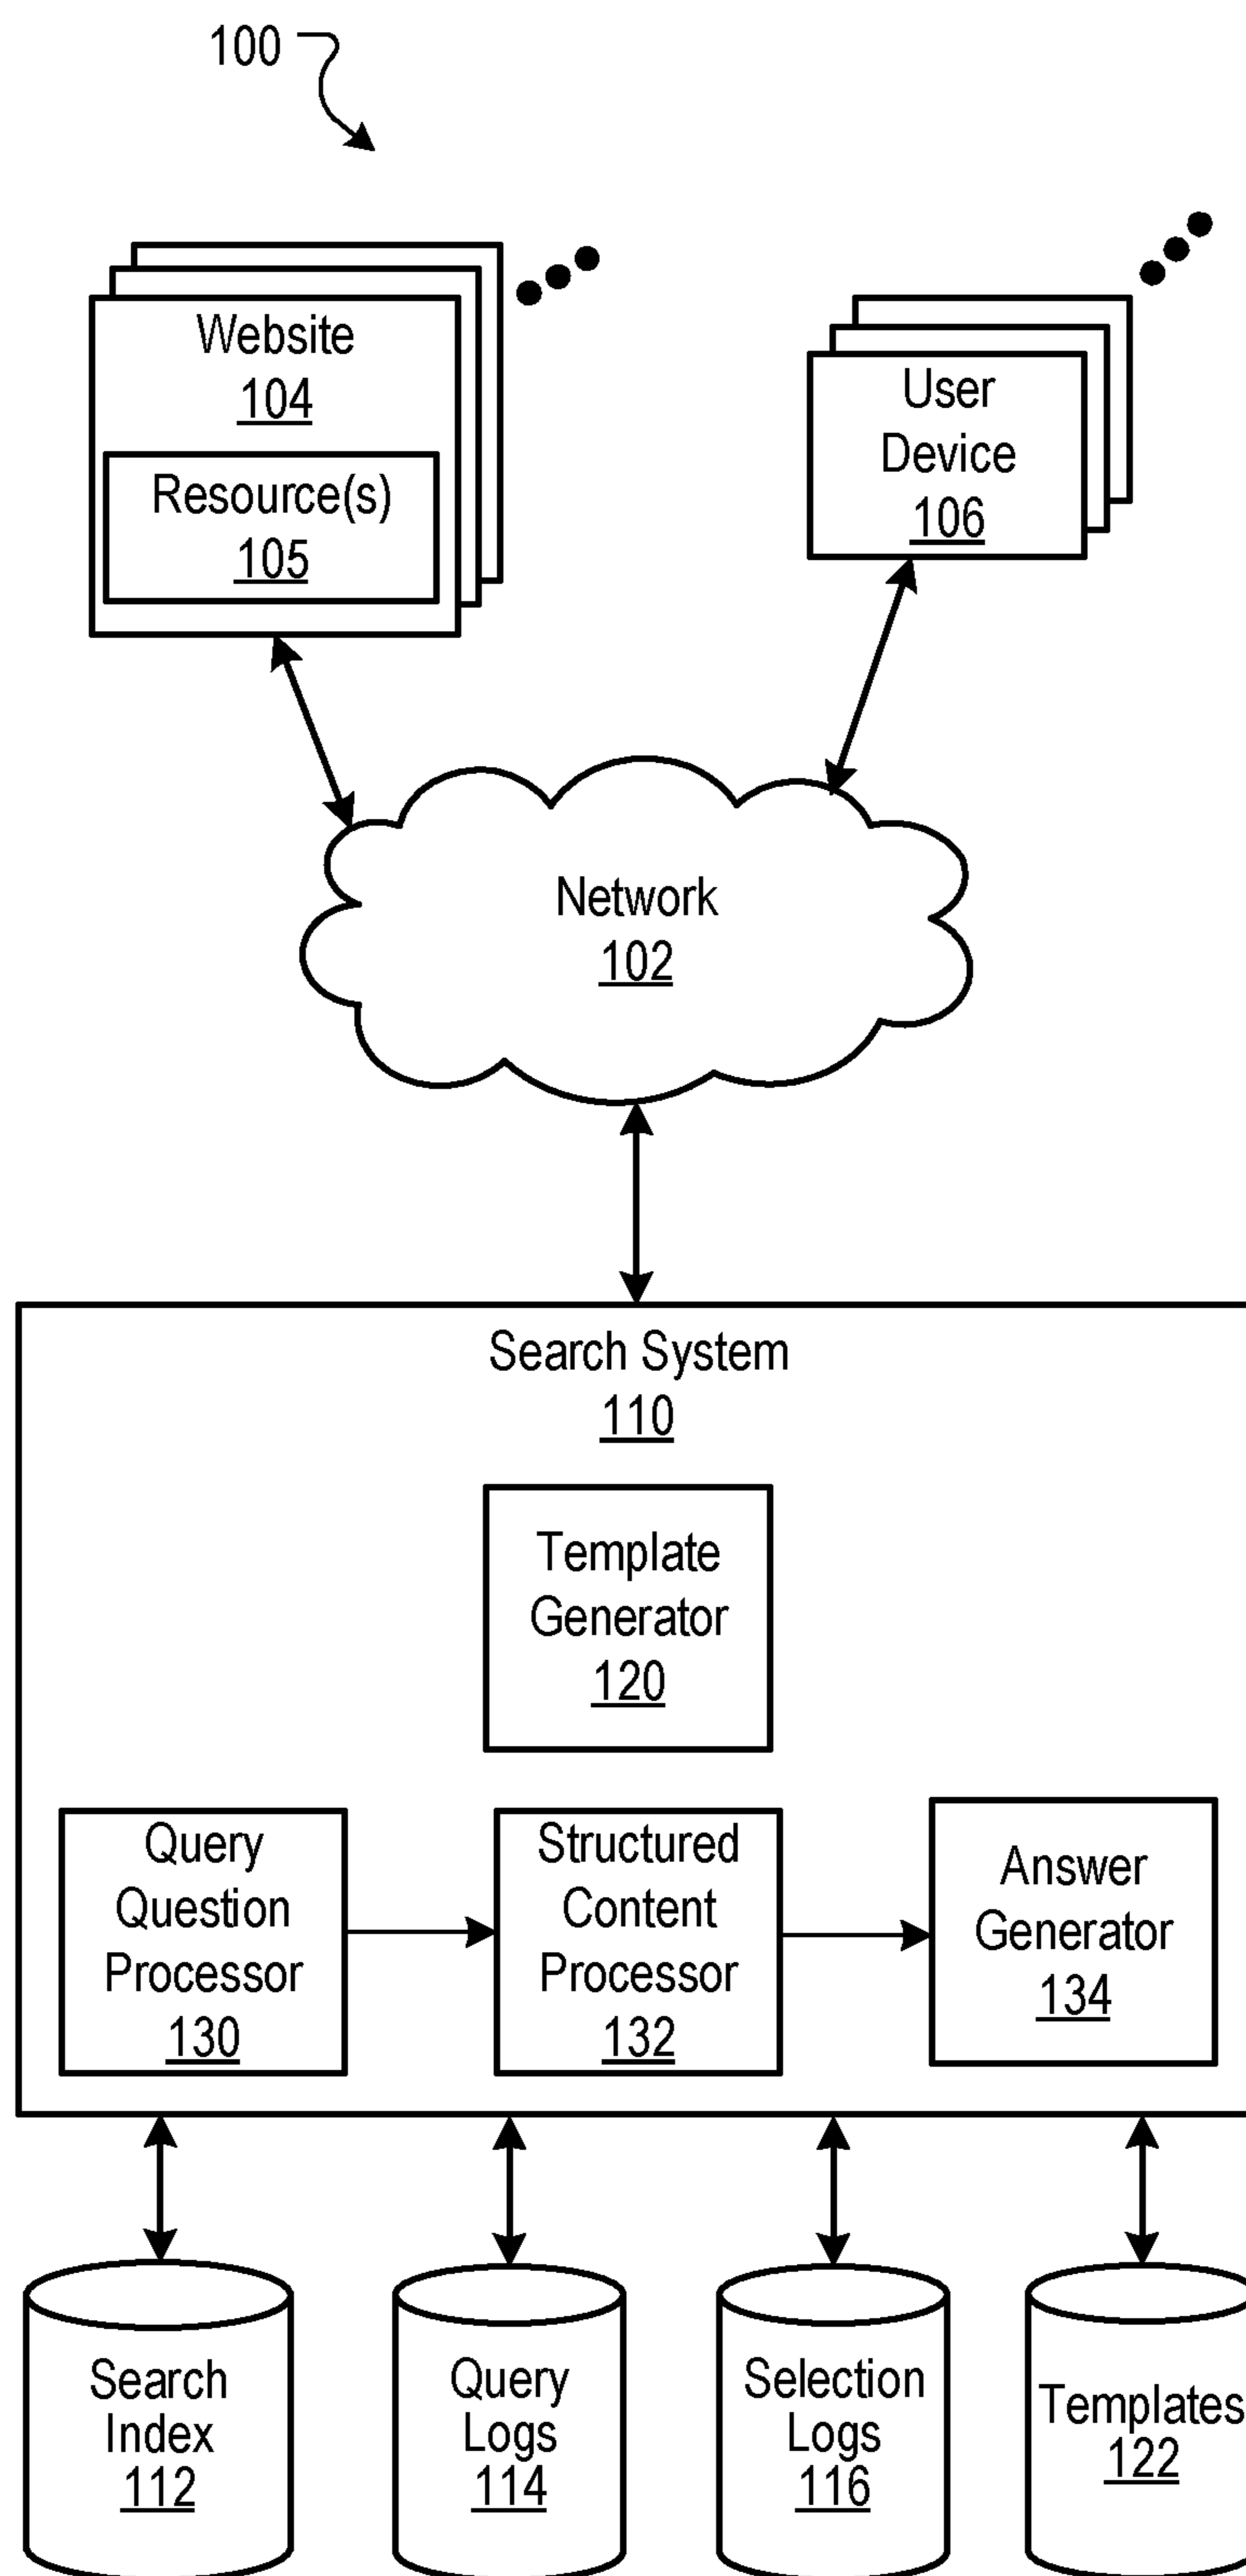 100
Website
104
Resource(s)
105
User
Device
106
Network
102
Search System
110
Template
Generator
120
Query
Question
Processor
130
Structured
Content
Processor
132
Answer
Generator
134
Search
Index
112
Query
Logs
114
Selection
Logs
116
Templates
122